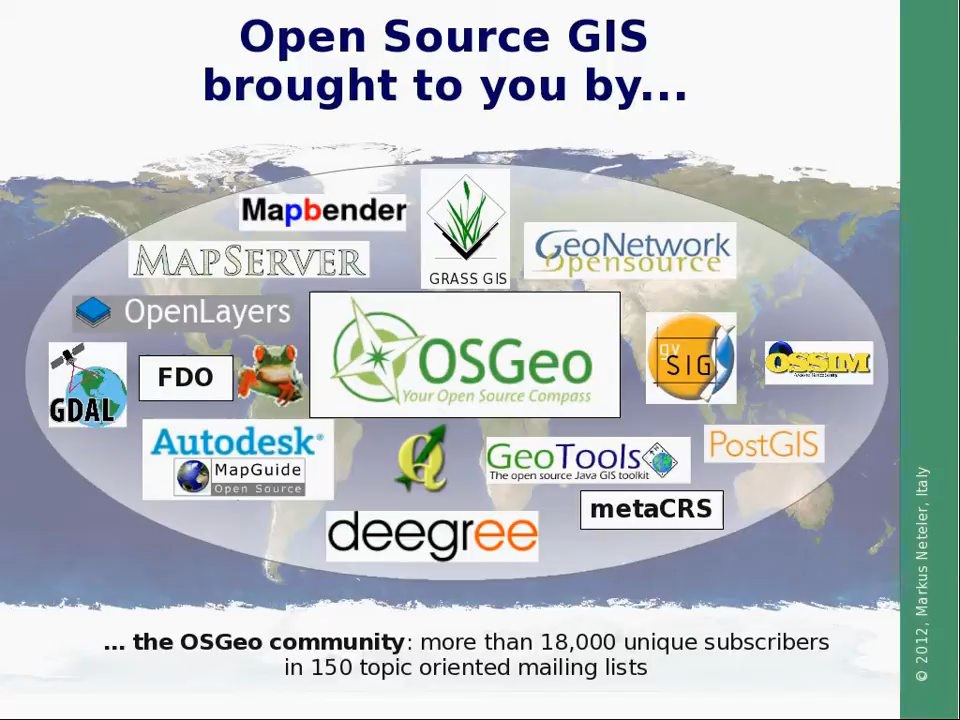 Open Source GIS
brought to you by...
Mapbender
GRASS GIS
MAPSERVER
GeoNetwork
Opensource
OpenLayers
OSGeo
Your Open Source Compass
gv
SIG
OSSIM
GDAL
FDO
Autodesk®
MapGuide
Open Source
GeoTools
The open source Java GIS toolkit
PostGIS
metaCRS
deegree
... the OSGeo community: more than 18,000 unique subscribers
in 150 topic oriented mailing lists
© 2012, Markus Neteler, Italy